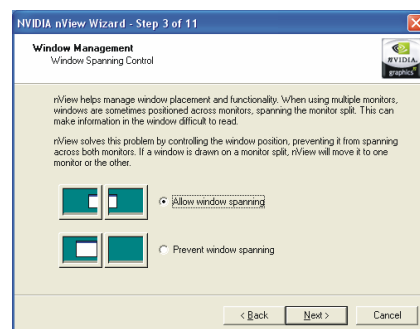 NVIDIA nView Wizard - Step 3 of 11
Window Management
Window Spanning Control
NVIDIA.
graphics
nView helps manage window placement and functionality. When using multiple monitors,
windows are sometimes positioned across monitors, spanning the monitor split. This can
make information in the window difficult to read.
nView solves this problem by controlling the window position, preventing it from spanning
across both monitors. If a window is drawn on a monitor split, nView will move it to one
monitor or the other.
Allow window spanning
Prevent window spanning
< Back
Next >
Cancel